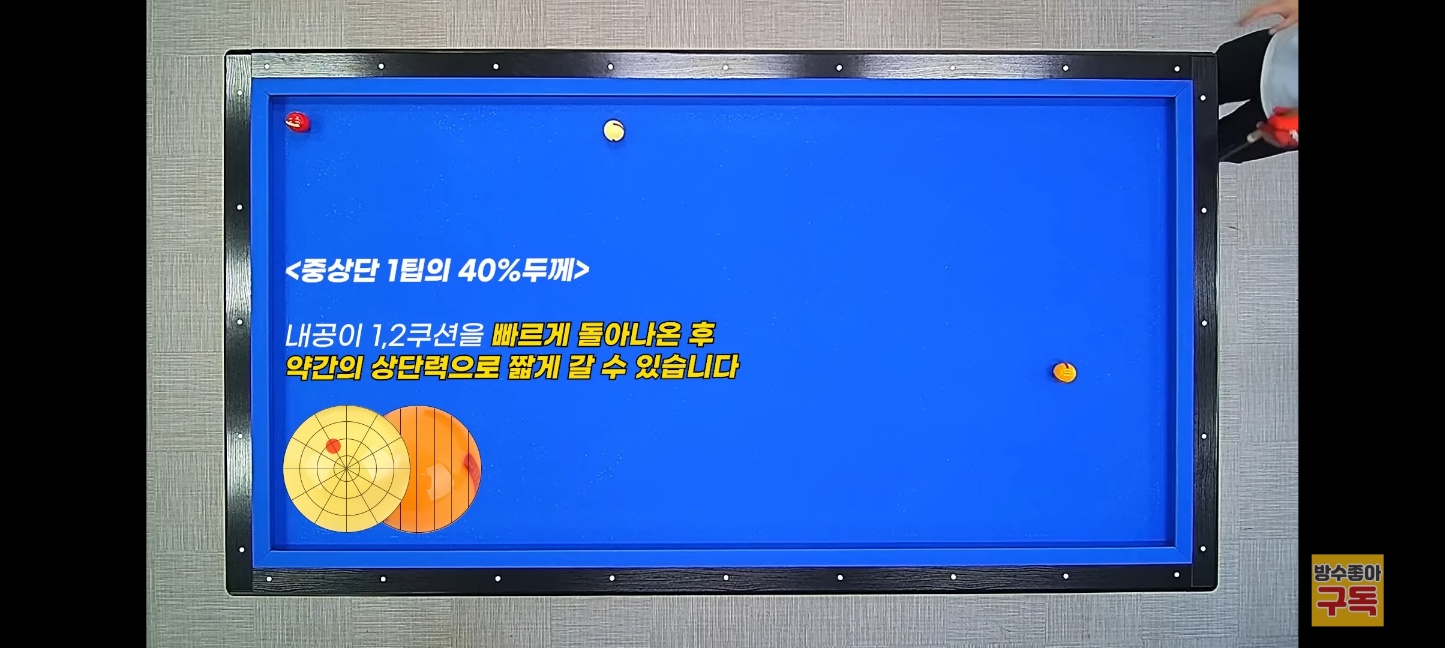 <중상단 1팁의 40%두께>
내공이 1,2쿠션을 빠르게 돌아나온 후
약간의 상단력으로 짧게 갈 수 있습니다
방수좋아
구독